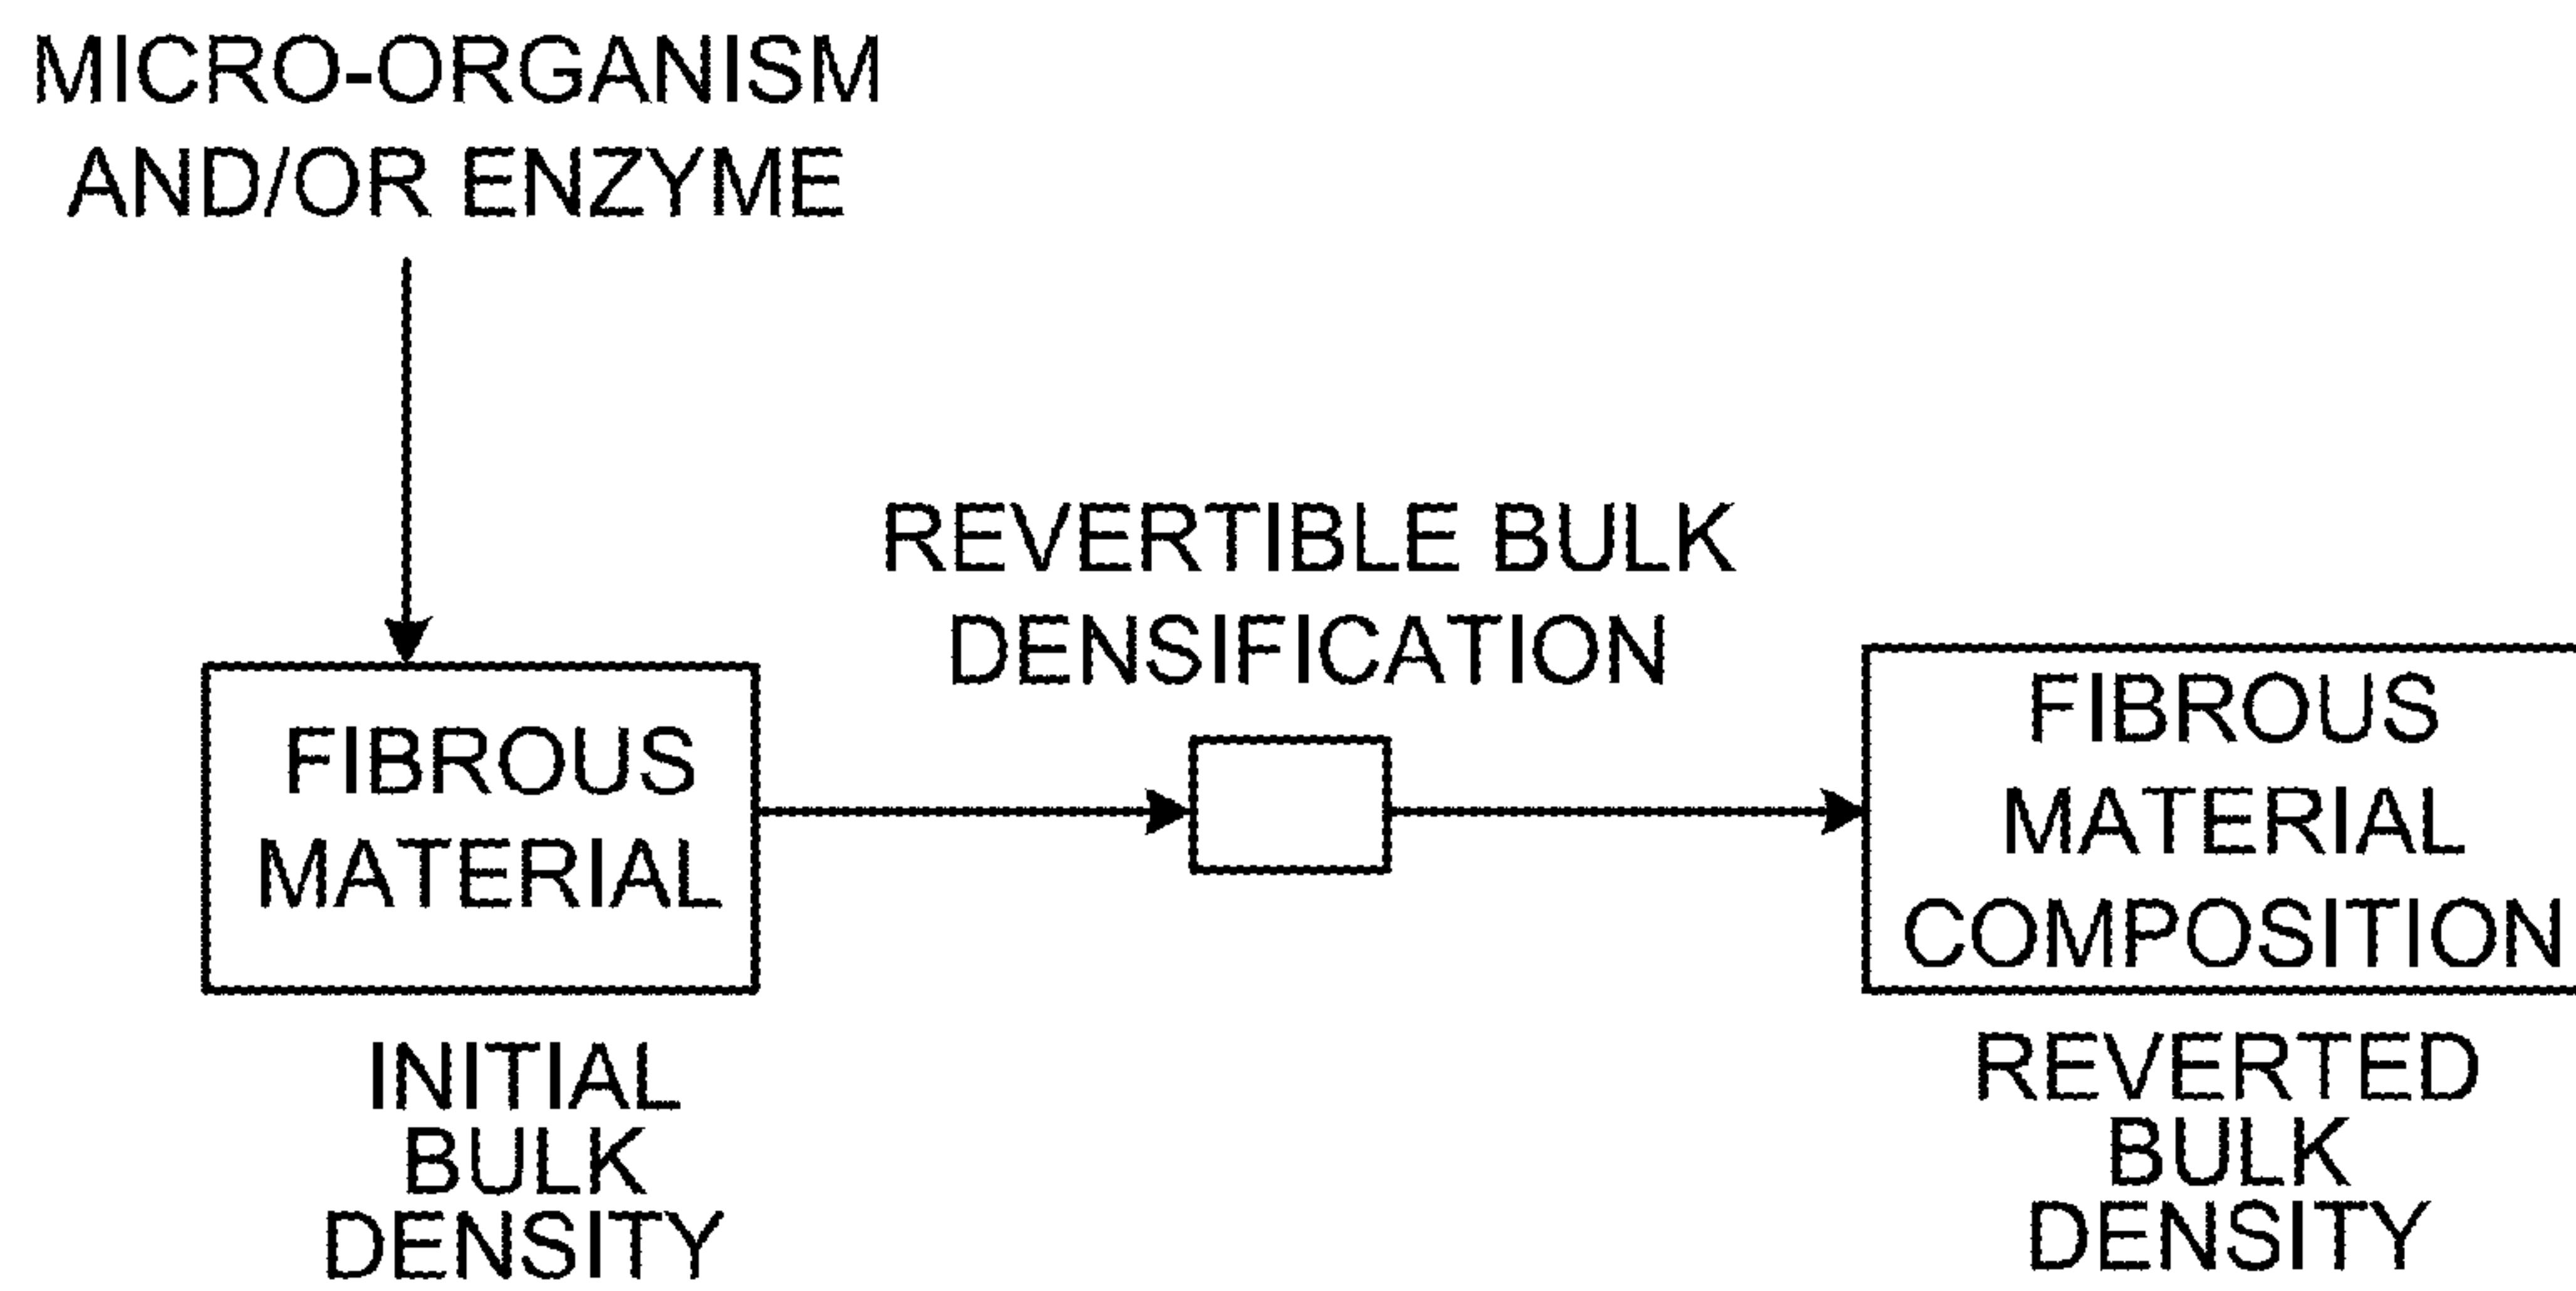 MICRO-ORGANISM
AND/OR ENZYME
REVERTIBLE BULK
DENSIFICATION
FIBROUS
MATERIAL
INITIAL
BULK
DENSITY
FIBROUS
MATERIAL
COMPOSITION
REVERTED
BULK
DENSITY